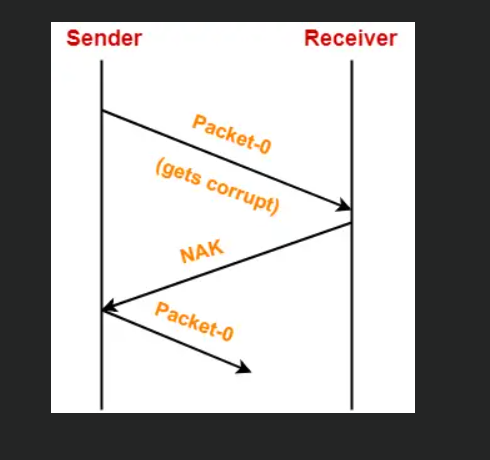 Sender
Receiver
Packet-0
(gets corrupt)
NAK
Packet-0